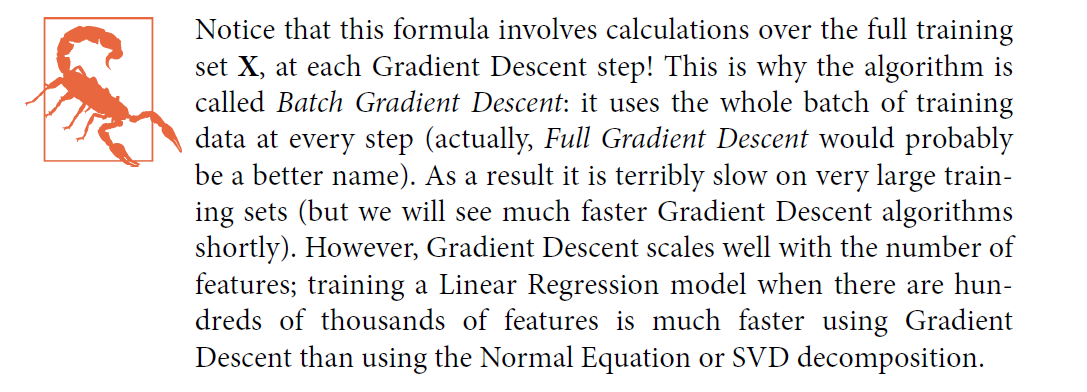 Notice that this formula involves calculations over the full training
set X, at each Gradient Descent step! This is why the algorithm is
called Batch Gradient Descent: it uses the whole batch of training
data at every step (actually, Full Gradient Descent would probably
be a better name). As a result it is terribly slow on very large train-
ing sets (but we will see much faster Gradient Descent algorithms
shortly). However, Gradient Descent scales well with the number of
features; training a Linear Regression model when there are hun-
dreds of thousands of features is much faster using Gradient
Descent than using the Normal Equation or SVD decomposition.